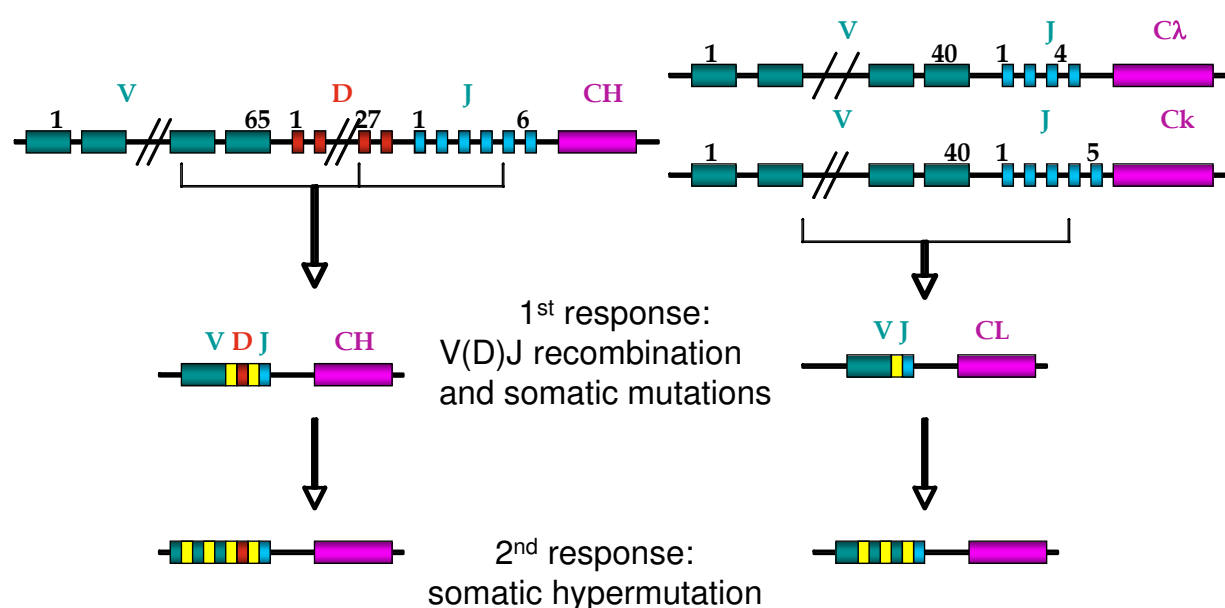 V D J CH
1 65 1 27 1 6
V J Cλ
1 40 1 4
V J Ck
1 40 1 5
1st response:
V(D)J recombination
and somatic mutations
V D J CH
V J CL
2nd response:
somatic hypermutation